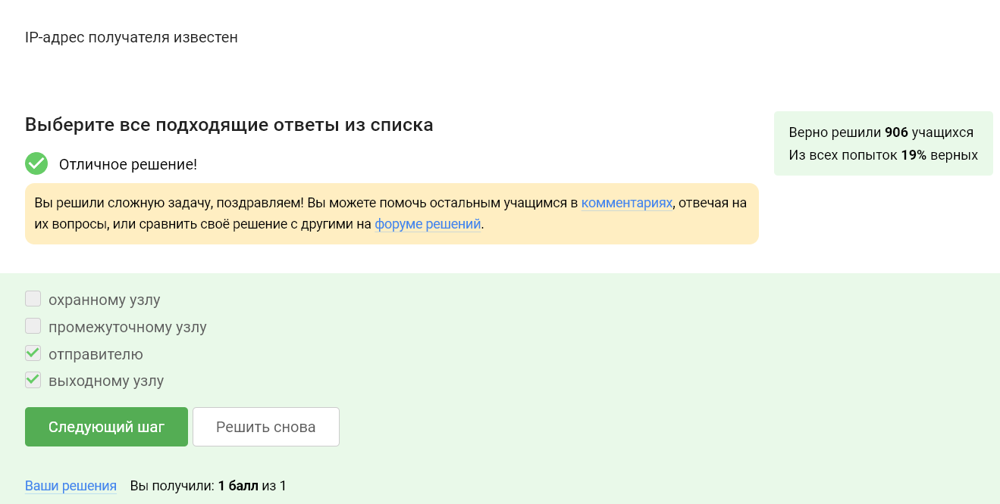 IP-адрес получателя известен
Выберите все подходящие ответы из списка
Верно решили 906 учащихся
Из всех попыток 19% верных
Отличное решение!
Вы решили сложную задачу, поздравляем! Вы можете помочь остальным учащимся в комментариях, отвечая на
их вопросы, или сравнить своё решение с другими на форуме решений.
охранному узлу
промежуточному узлу
отправителю
выходному узлу
Следующий шаг
Решить снова
Ваши решения Вы получили: 1 балл из 1